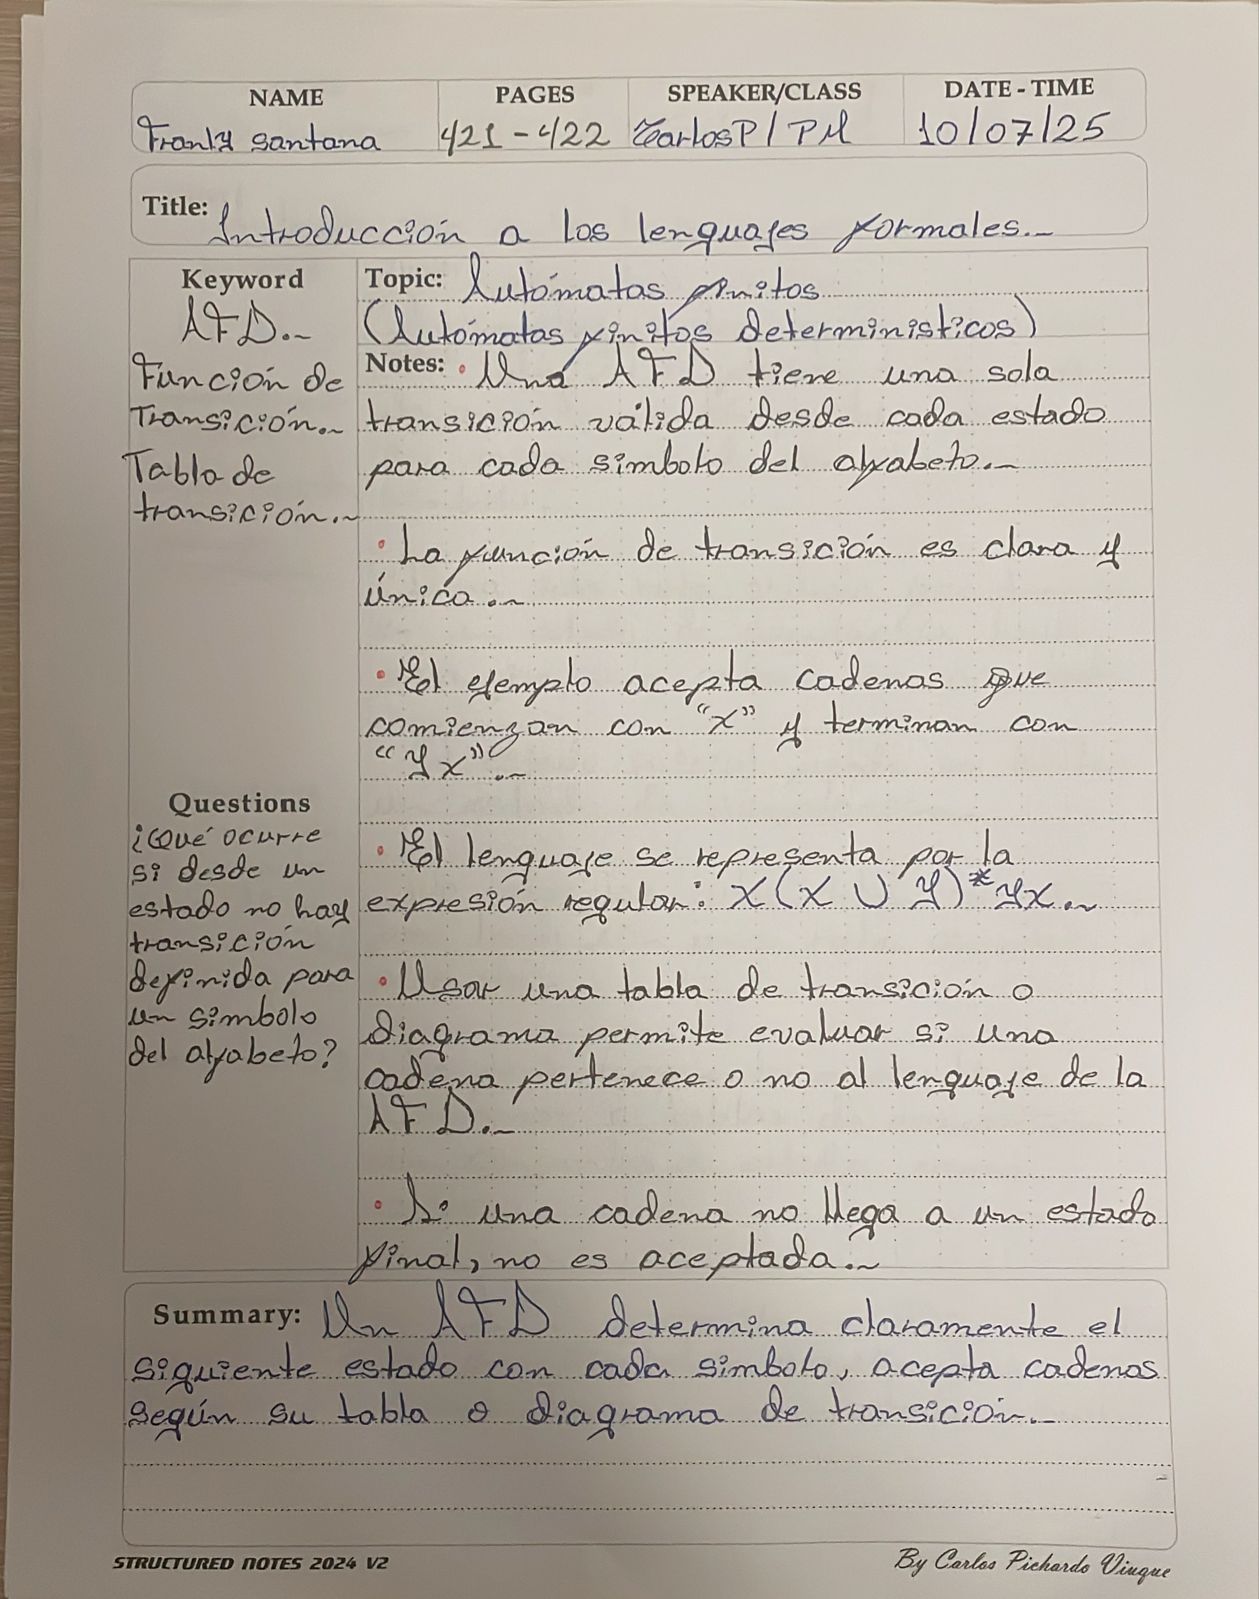 NAME PAGES SPEAKER/CLASS DATE - TIME
Franly Santana 421 - 422 CarlosP / PM 10/07/25
Title: Introducción a los lenguajes formales.~
Keyword
AFD.~
Función de
Transición.~
Tabla de
transición.~
Topic: Autómatas finitos
(Autómatas finitos deterministicos)
Notes: • Una AFD tiene una sola
transición válida desde cada estado
para cada simbolo del alfabeto.~
• La función de transición es clara y
única.~
• El ejemplo acepta cadenas que
comienzan con "x" y terminan con
"yx".~
Questions
¿Qué ocurre
si desde un
estado no hay
transición
definida para
un simbolo
del alfabeto?
• El lenguaje se representa por la
expresión regular: x(x ∪ y)*yx.~
• Usar una tabla de transición o
diagrama permite evaluar si una
cadena pertenece o no al lenguaje de la
AFD.~
• Si una cadena no llega a un estado
final, no es aceptada.~
Summary: Un AFD determina claramente el
siguiente estado con cada simbolo, acepta cadenas
según su tabla o diagrama de transición.~
STRUCTURED NOTES 2024 V2 By Carlos Pichardo Viuque